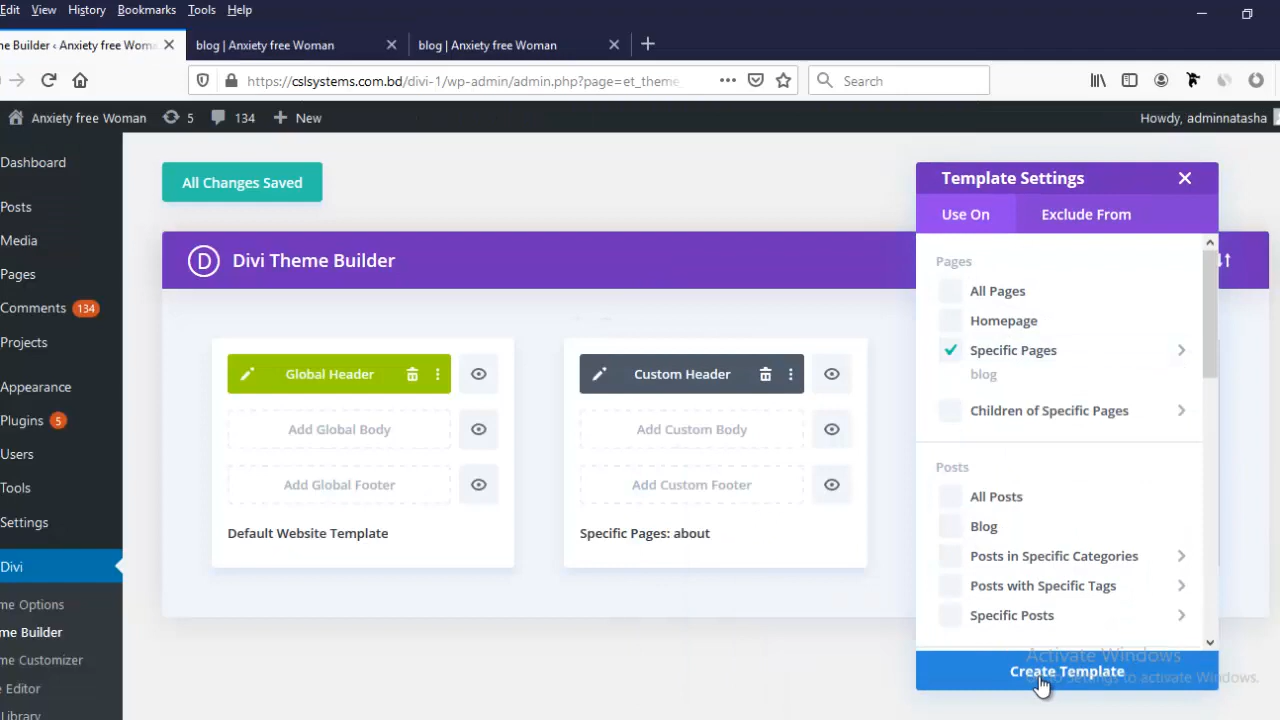 Edit View History Bookmarks Tools Help
me Builder ‹ Anxiety free Woma
blog | Anxiety free Woman
blog | Anxiety free Woman
https://cslsystems.com.bd/divi-1/wp-admin/admin.php?page=et_theme_
Search
Anxiety free Woman 5 134 New
Howdy, adminnatasha
Dashboard
Posts
Media
Pages
Comments 134
Projects
Appearance
Plugins 5
Users
Tools
Settings
Divi
me Options
me Builder
me Customizer
e Editor
Library
All Changes Saved
D Divi Theme Builder
Global Header
Add Global Body
Add Global Footer
Default Website Template
Custom Header
Add Custom Body
Add Custom Footer
Specific Pages: about
Template Settings
Use On
Exclude From
Pages
All Pages
Homepage
Specific Pages
blog
Children of Specific Pages
Posts
All Posts
Blog
Posts in Specific Categories
Posts with Specific Tags
Specific Posts
Activate Windows
Create Template
to Settings to activate Windows.